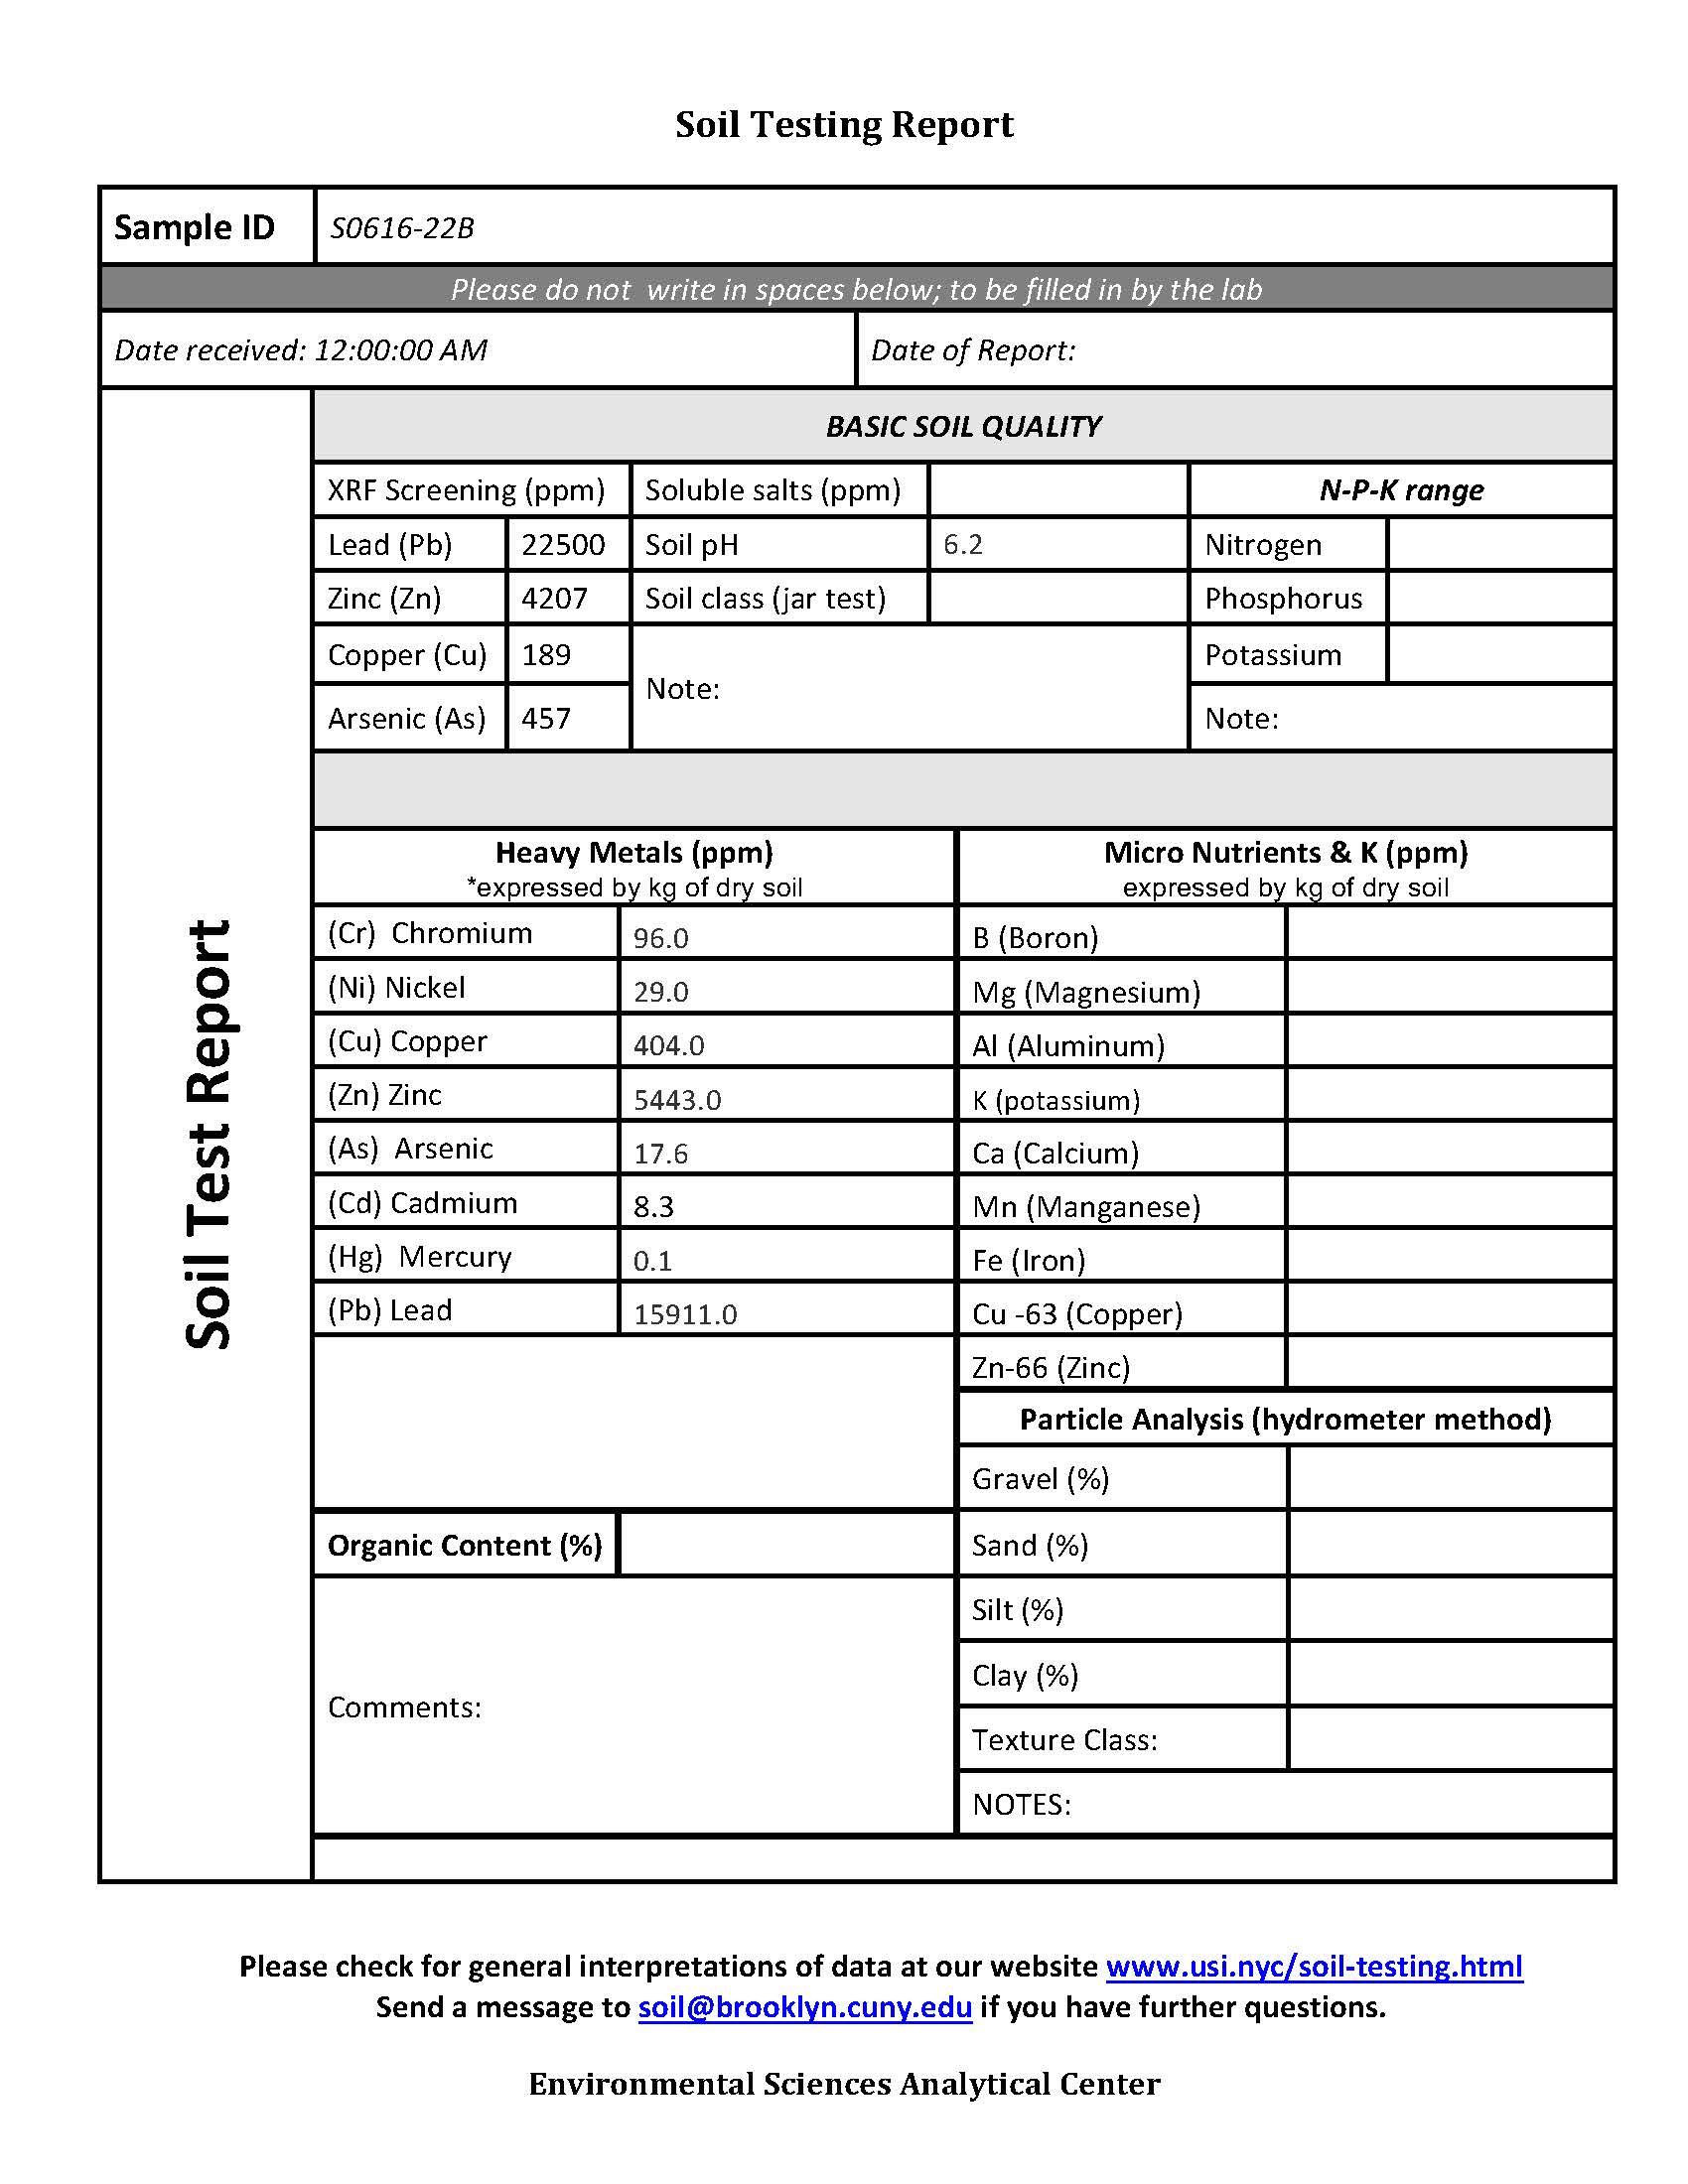 Soil Testing Report
Sample ID S0616-22B
Please do not write in spaces below; to be filled in by the lab
Date received: 12:00:00 AM Date of Report:
Soil Test Report
BASIC SOIL QUALITY
XRF Screening (ppm) Soluble salts (ppm) N-P-K range
Lead (Pb) 22500 Soil pH 6.2 Nitrogen
Zinc (Zn) 4207 Soil class (jar test) Phosphorus
Copper (Cu) 189 Potassium
Note:
Arsenic (As) 457 Note:
Heavy Metals (ppm) Micro Nutrients & K (ppm)
*expressed by kg of dry soil expressed by kg of dry soil
(Cr) Chromium 96.0 B (Boron)
(Ni) Nickel 29.0 Mg (Magnesium)
(Cu) Copper 404.0 Al (Aluminum)
(Zn) Zinc 5443.0 K (potassium)
(As) Arsenic 17.6 Ca (Calcium)
(Cd) Cadmium 8.3 Mn (Manganese)
(Hg) Mercury 0.1 Fe (Iron)
(Pb) Lead 15911.0 Cu -63 (Copper)
Zn-66 (Zinc)
Particle Analysis (hydrometer method)
Gravel (%)
Organic Content (%) Sand (%)
Silt (%)
Clay (%)
Comments:
Texture Class:
NOTES:
Please check for general interpretations of data at our website www.usi.nyc/soil-testing.html
Send a message to soil@brooklyn.cuny.edu if you have further questions.
Environmental Sciences Analytical Center